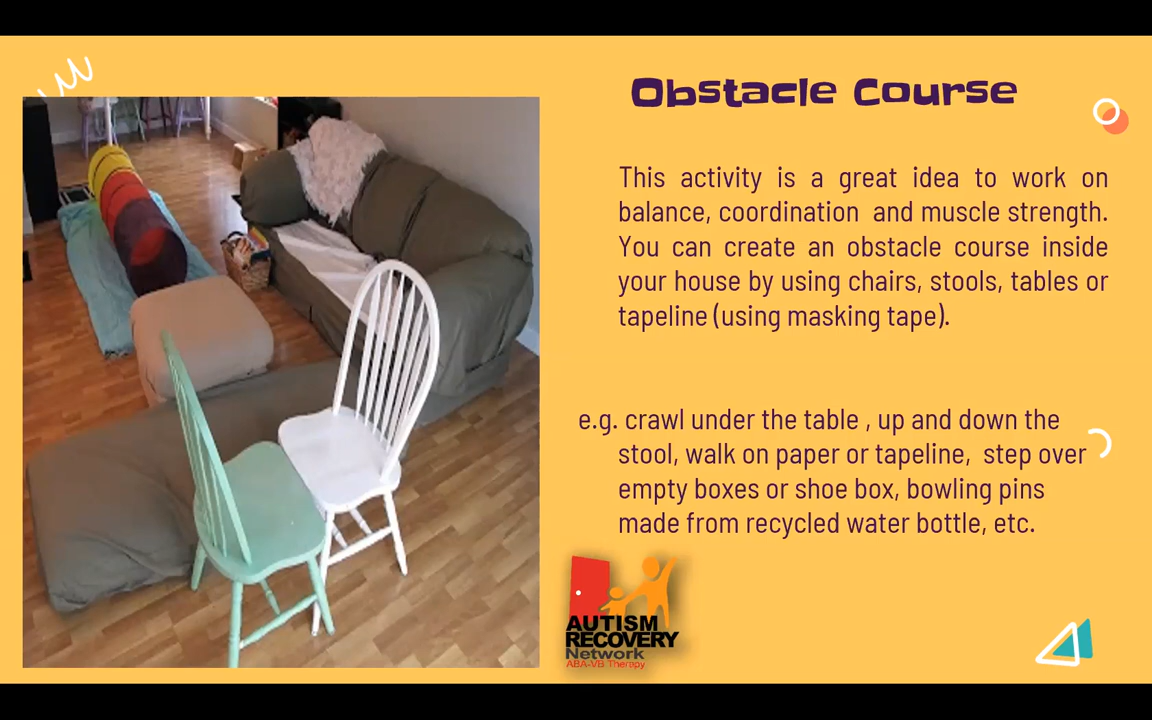 Obstacle Course
This activity is a great idea to work on
balance, coordination and muscle strength.
You can create an obstacle course inside
your house by using chairs, stools, tables or
tapeline (using masking tape).
e.g. crawl under the table , up and down the
stool, walk on paper or tapeline, step over
empty boxes or shoe box, bowling pins
made from recycled water bottle, etc.
AUTISM
RECOVERY
Network
ABA-VB Therapy